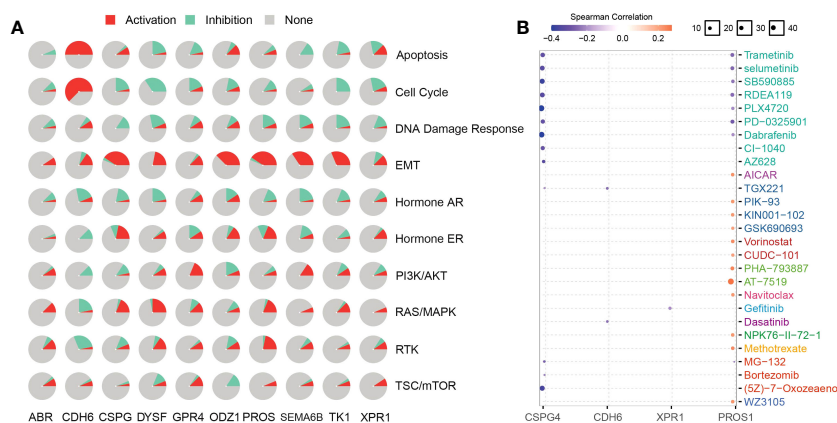 A
Activation Inhibition None
Apoptosis
Cell Cycle
DNA Damage Response
EMT
Hormone AR
Hormone ER
PI3K/AKT
RAS/MAPK
RTK
TSC/mTOR
ABR CDH6 CSPG DYSF GPR4 ODZ1 PROS SEMA6B TK1 XPR1
B
Spearman Correlation
-0.4 -0.2 0.0 0.2
10 20 30 40
Trametinib
selumetinib
SB590885
RDEA119
PLX4720
PD-0325901
Dabrafenib
CI-1040
AZ628
AICAR
TGX221
PIK-93
KIN001-102
GSK690693
Vorinostat
CUDC-101
PHA-793887
AT-7519
Navitoclax
Gefitinib
Dasatinib
NPK76-II-72-1
Methotrexate
MG-132
Bortezomib
(5Z)-7-Oxozeaeno
WZ3105
CSPG4 CDH6 XPR1 PROS1